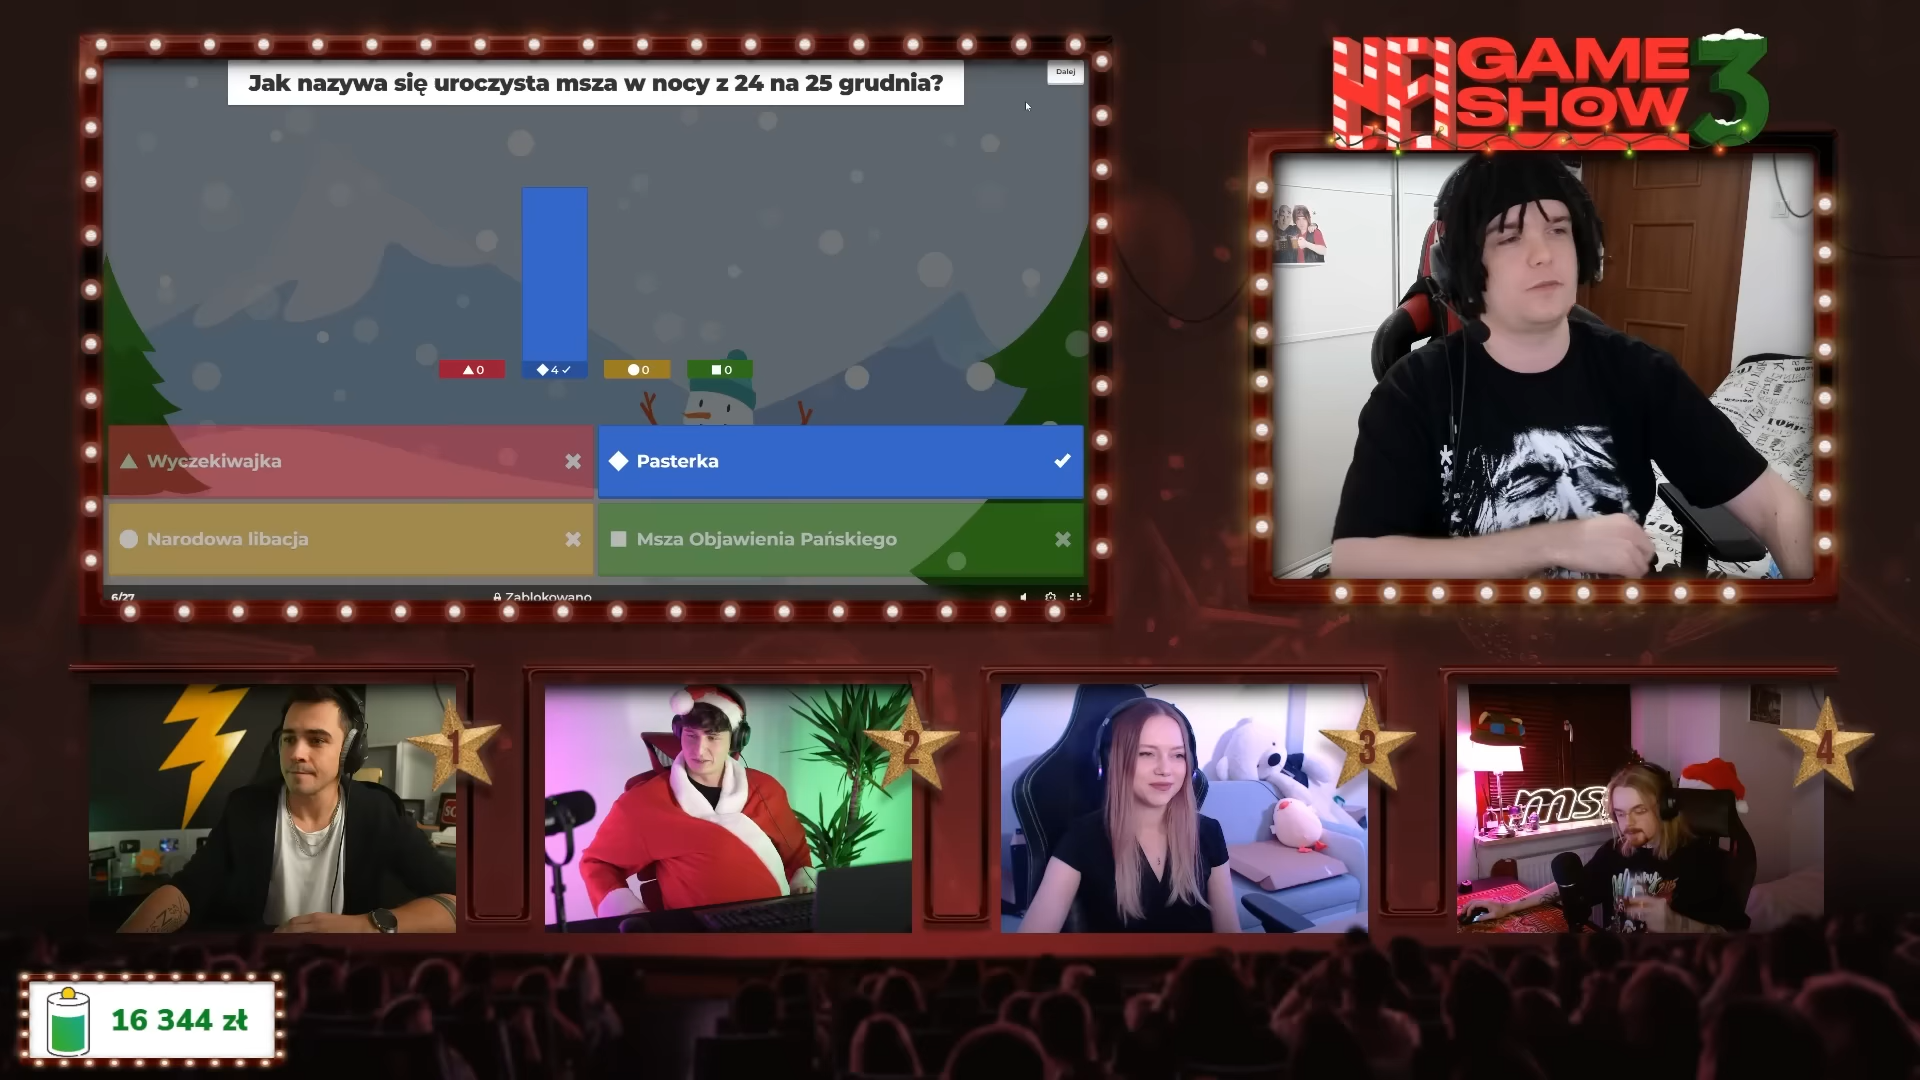 Jak nazywa się uroczysta msza w nocy z 24 na 25 grudnia?
Dalej
GAME
SHOW
3
0
4
0
0
Wyczekiwajka
Pasterka
Narodowa libacja
Msza Objawienia Pańskiego
6/27
Zablokowano
1
2
3
4
16 344 zł